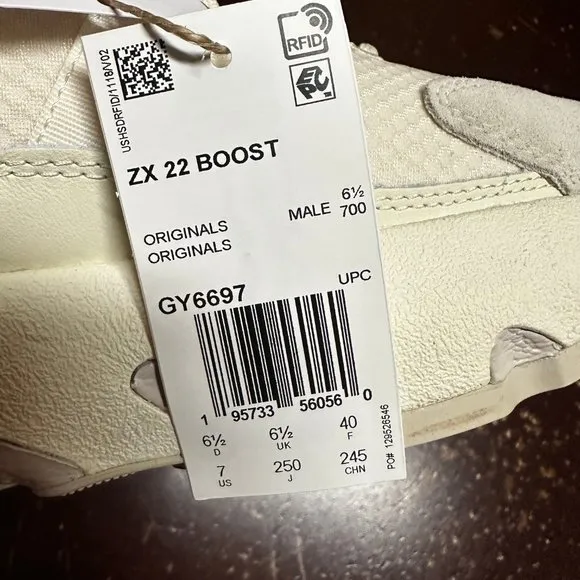 USHSDRFID/1118/V02
RFID
EPC
ZX 22 BOOST
ORIGINALS
ORIGINALS
MALE 6½
700
GY6697
UPC
1 95733 56056 0
6½ 6½ 40
D UK F
7 250 245
US J CHN
PO# 129526546